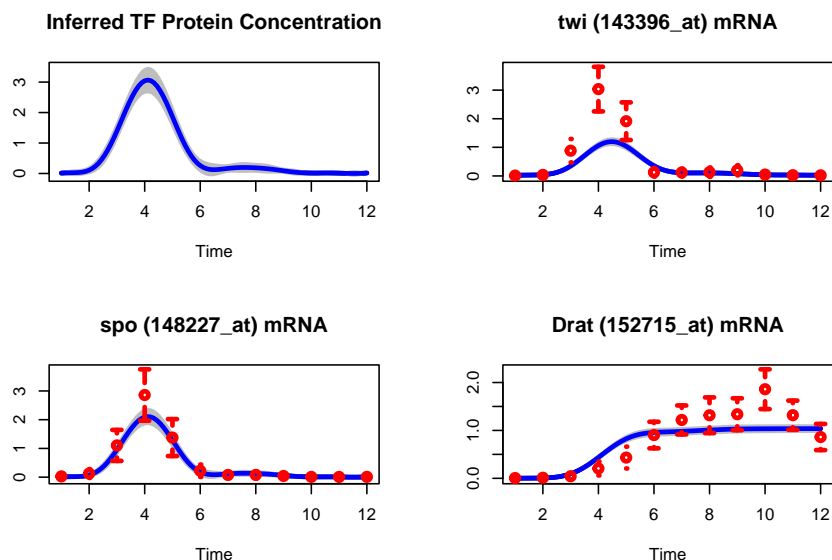 Inferred TF Protein Concentration
0 1 2 3
2 4 6 8 10 12
Time
twi (143396_at) mRNA
0 1 2 3
2 4 6 8 10 12
Time
spo (148227_at) mRNA
0 1 2 3
2 4 6 8 10 12
Time
Drat (152715_at) mRNA
0.0 1.0 2.0
2 4 6 8 10 12
Time